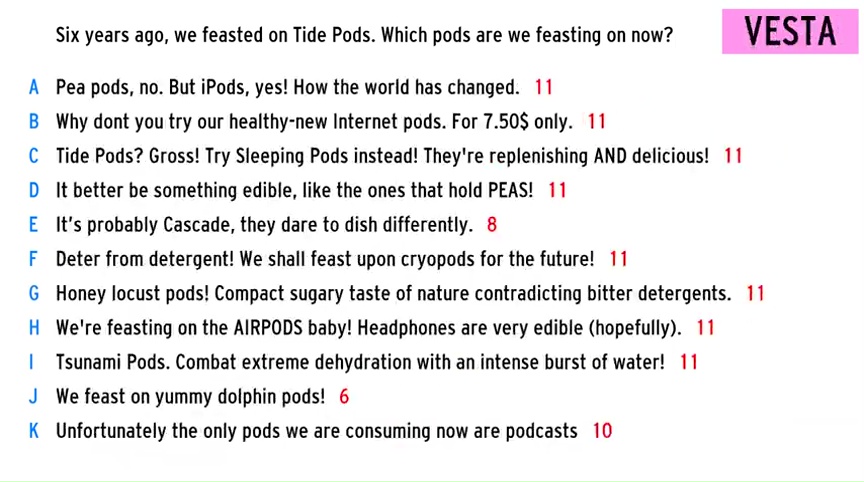 Six years ago, we feasted on Tide Pods. Which pods are we feasting on now?
VESTA
A Pea pods, no. But iPods, yes! How the world has changed. 11
B Why dont you try our healthy-new Internet pods. For 7.50$ only. 11
C Tide Pods? Gross! Try Sleeping Pods instead! They're replenishing AND delicious! 11
D It better be something edible, like the ones that hold PEAS! 11
E It's probably Cascade, they dare to dish differently. 8
F Deter from detergent! We shall feast upon cryopods for the future! 11
G Honey locust pods! Compact sugary taste of nature contradicting bitter detergents. 11
H We're feasting on the AIRPODS baby! Headphones are very edible (hopefully). 11
I Tsunami Pods. Combat extreme dehydration with an intense burst of water! 11
J We feast on yummy dolphin pods! 6
K Unfortunately the only pods we are consuming now are podcasts 10